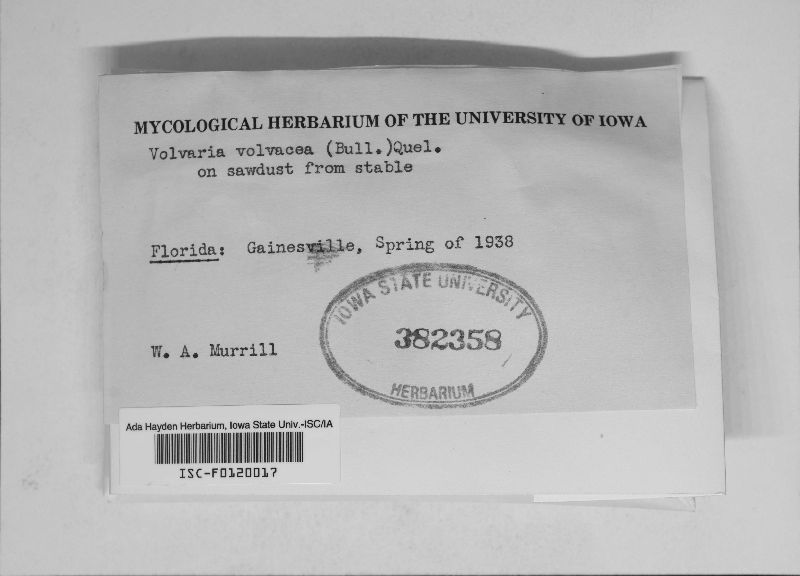 MYCOLOGICAL HERBARIUM OF THE UNIVERSITY OF IOWA
Volvaria volvacea (Bull.)Quel.
on sawdust from stable
Florida: Gainesville, Spring of 1938
IOWA STATE UNIVERSITY
382358
HERBARIUM
W. A. Murrill
Ada Hayden Herbarium, Iowa State Univ.-ISC/IA
ISC-F0120017